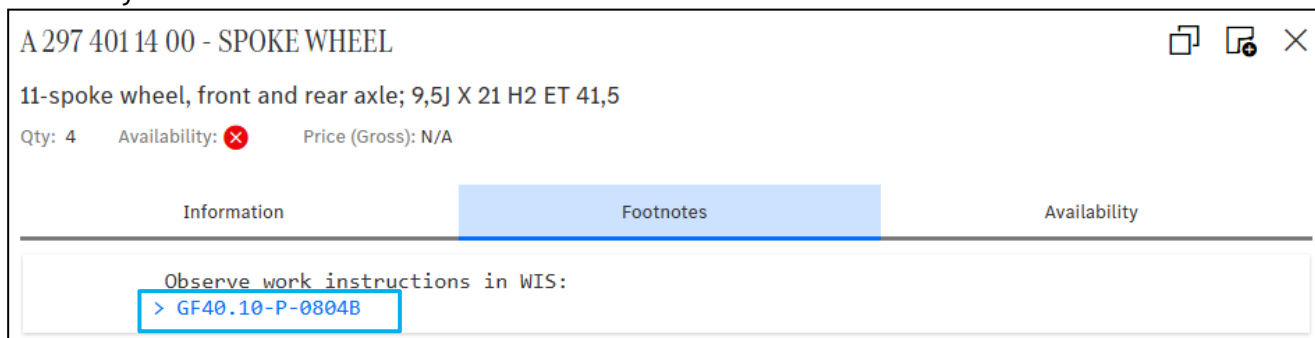 A 297 401 14 00 - SPOKE WHEEL
11-spoke wheel, front and rear axle; 9,5J X 21 H2 ET 41,5
Qty: 4 Availability: Price (Gross): N/A
Information Footnotes Availability
Observe work instructions in WIS:
> GF40.10-P-0804B